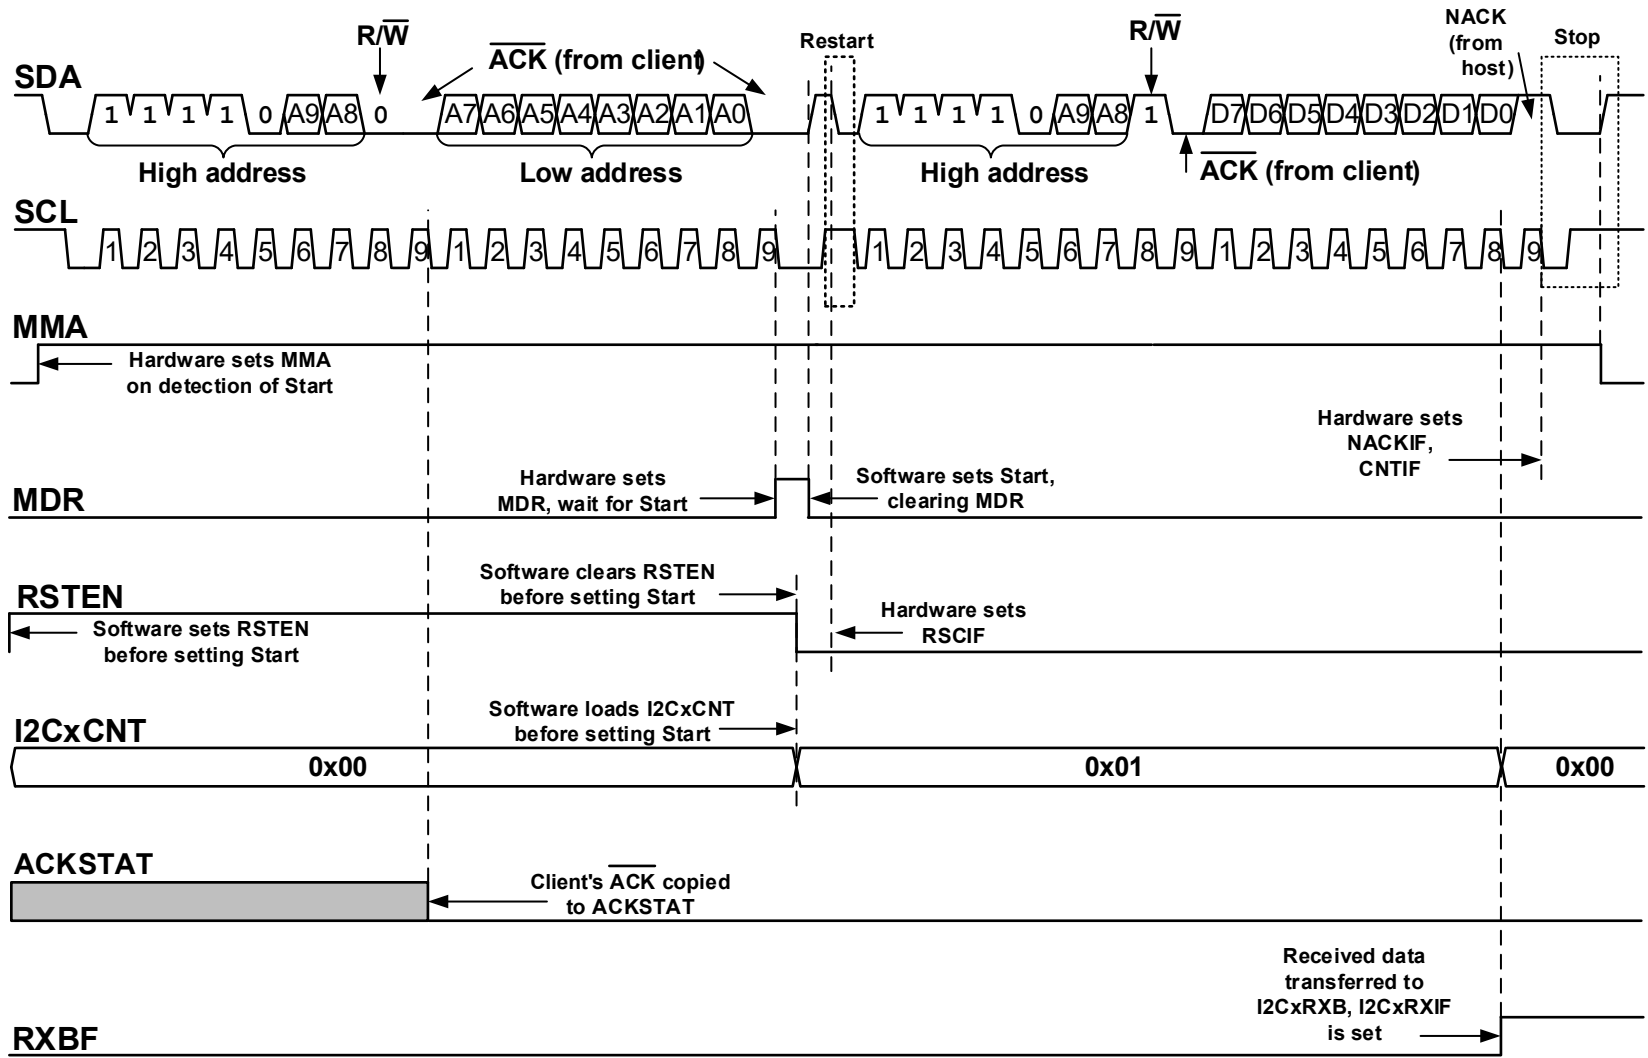 R/W
ACK (from client)
Restart
R/W
NACK
(from
host)
Stop
SDA
1 1 1 1 0 A9 A8 0 A7 A6 A5 A4 A3 A2 A1 A0 1 1 1 1 0 A9 A8 1 D7 D6 D5 D4 D3 D2 D1 D0
High address
Low address
High address
ACK (from client)
SCL
1 2 3 4 5 6 7 8 9 1 2 3 4 5 6 7 8 9 1 2 3 4 5 6 7 8 9 1 2 3 4 5 6 7 8 9
MMA
Hardware sets MMA
on detection of Start
Hardware sets
NACKIF,
CNTIF
MDR
Hardware sets
MDR, wait for Start
Software sets Start,
clearing MDR
RSTEN
Software clears RSTEN
before setting Start
Software sets RSTEN
before setting Start
Hardware sets
RSCIF
I2CxCNT
Software loads I2CxCNT
before setting Start
0x00
0x01
0x00
ACKSTAT
Client's ACK copied
to ACKSTAT
Received data
transferred to
I2CxRXB, I2CxRXIF
is set
RXBF